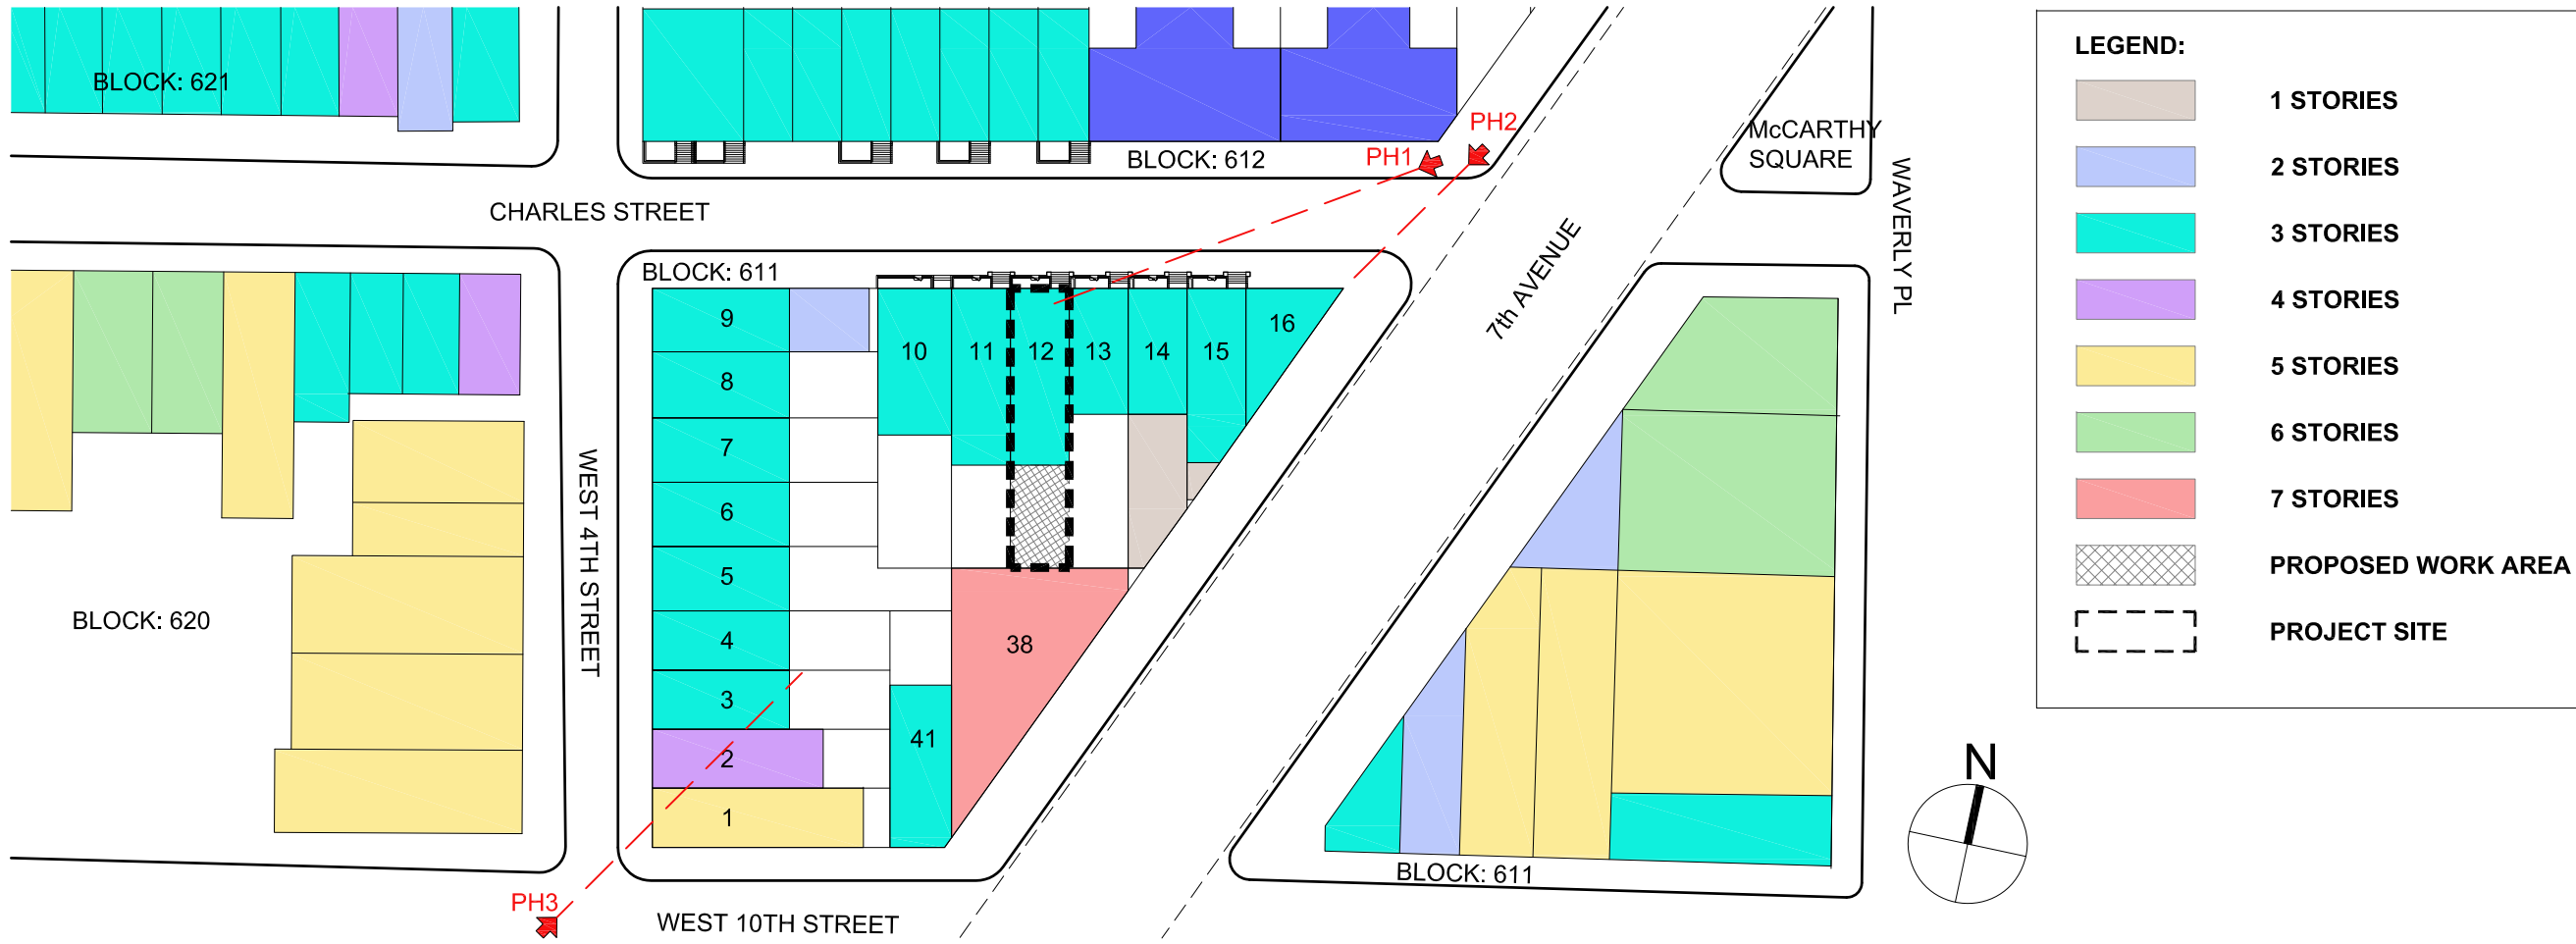 BLOCK: 621
BLOCK: 612
PH1
PH2
McCARTHY
SQUARE
WAVERLY PL
CHARLES STREET
7th AVENUE
BLOCK: 611
9
8
7
6
5
4
3
2
1
10
11
12
13
14
15
16
38
41
WEST 4TH STREET
BLOCK: 620
PH3
WEST 10TH STREET
BLOCK: 611
N
LEGEND:
1 STORIES
2 STORIES
3 STORIES
4 STORIES
5 STORIES
6 STORIES
7 STORIES
PROPOSED WORK AREA
PROJECT SITE